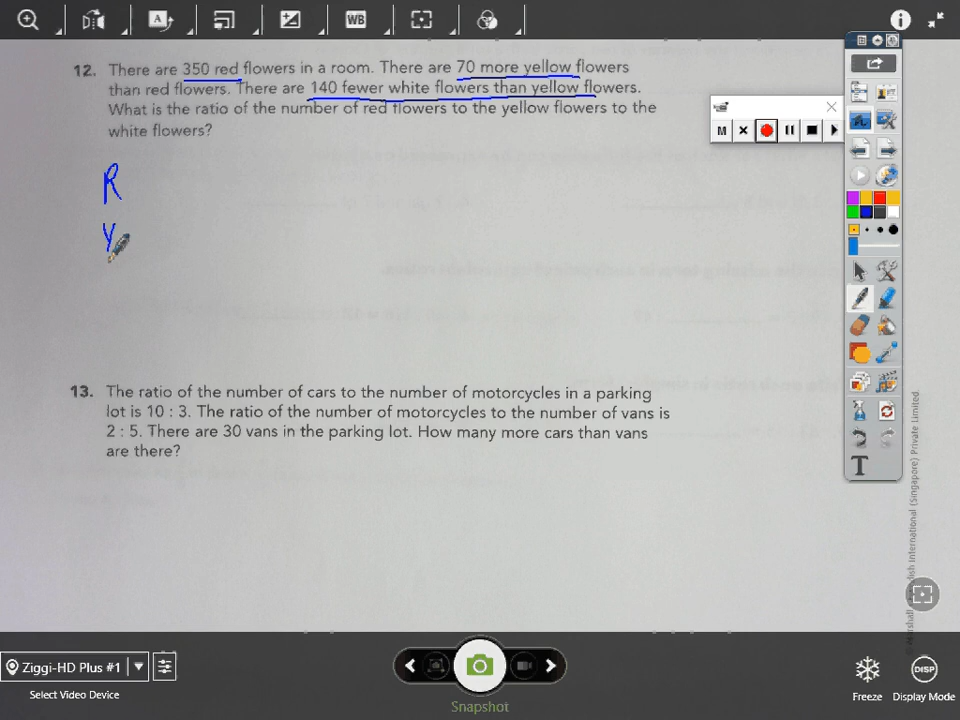 A
WB
i
12. There are 350 red flowers in a room. There are 70 more yellow flowers
than red flowers. There are 140 fewer white flowers than yellow flowers.
What is the ratio of the number of red flowers to the yellow flowers to the
white flowers?
M
R
Y
T
13. The ratio of the number of cars to the number of motorcycles in a parking
lot is 10 : 3. The ratio of the number of motorcycles to the number of vans is
2 : 5. There are 30 vans in the parking lot. How many more cars than vans
are there?
International (Singapore) Private Limited
Ziggi-HD Plus #1
Select Video Device
Snapshot
Freeze
DISP
Display Mode